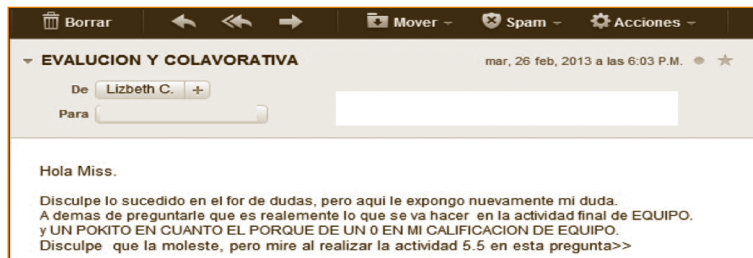 Borrar Mover Spam Acciones
EVALUCION Y COLAVORATIVA mar, 26 feb, 2013 a las 6:03 P.M.
De Lizbeth C. +
Para
Hola Miss.
Disculpe lo sucedido en el for de dudas, pero aqui le expongo nuevamente mi duda.
A demas de preguntarle que es realemente lo que se va hacer en la actividad final de EQUIPO.
y UN POKITO EN CUANTO EL PORQUE DE UN 0 EN MI CALIFICACION DE EQUIPO.
Disculpe que la moleste, pero mire al realizar la actividad 5.5 en esta pregunta>>